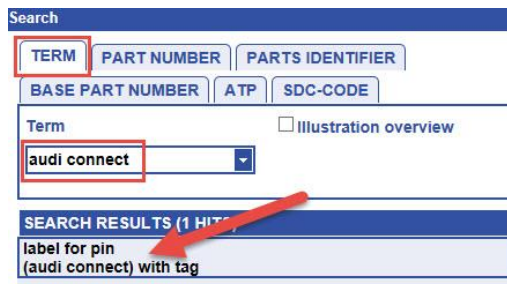 Search
TERM PART NUMBER PARTS IDENTIFIER
BASE PART NUMBER ATP SDC-CODE
Term Illustration overview
audi connect
SEARCH RESULTS (1 HITS)
label for pin
(audi connect) with tag